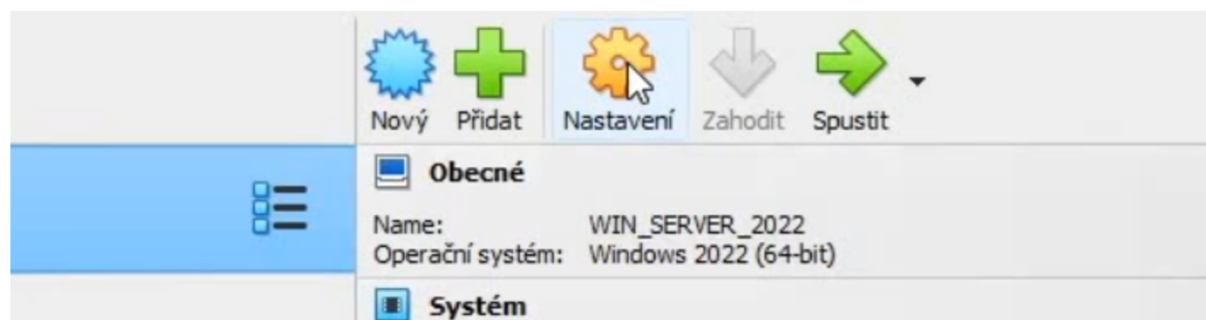 Nový Přidat Nastavení Zahodit Spustit
Obecné
Name: WIN_SERVER_2022
Operační systém: Windows 2022 (64-bit)
Systém